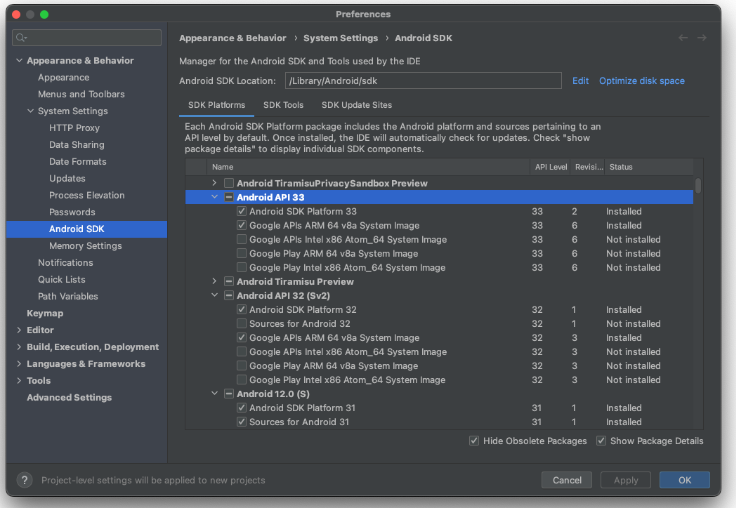 Preferences
Appearance & Behavior › System Settings › Android SDK
Appearance & Behavior
Appearance
Menus and Toolbars
System Settings
HTTP Proxy
Data Sharing
Date Formats
Updates
Process Elevation
Passwords
Android SDK
Memory Settings
Notifications
Quick Lists
Path Variables
Keymap
Editor
Build, Execution, Deployment
Languages & Frameworks
Tools
Advanced Settings
Manager for the Android SDK and Tools used by the IDE
Android SDK Location: /Library/Android/sdk Edit Optimize disk space
SDK Platforms SDK Tools SDK Update Sites
Each Android SDK Platform package includes the Android platform and sources pertaining to an
API level by default. Once installed, the IDE will automatically check for updates. Check "show
package details" to display individual SDK components.
Name API Level Revisi... Status
Android TiramisuPrivacySandbox Preview
Android API 33
Android SDK Platform 33 33 2 Installed
Google APIs ARM 64 v8a System Image 33 6 Installed
Google APIs Intel x86 Atom_64 System Image 33 6 Not installed
Google Play ARM 64 v8a System Image 33 6 Not installed
Google Play Intel x86 Atom_64 System Image 33 6 Not installed
Android Tiramisu Preview
Android API 32 (Sv2)
Android SDK Platform 32 32 1 Installed
Sources for Android 32 32 1 Not installed
Google APIs ARM 64 v8a System Image 32 3 Installed
Google APIs Intel x86 Atom_64 System Image 32 3 Not installed
Google Play ARM 64 v8a System Image 32 3 Not installed
Google Play Intel x86 Atom_64 System Image 32 3 Not installed
Android 12.0 (S)
Android SDK Platform 31 31 1 Installed
Sources for Android 31 31 1 Installed
Hide Obsolete Packages Show Package Details
? Project-level settings will be applied to new projects
Cancel Apply OK